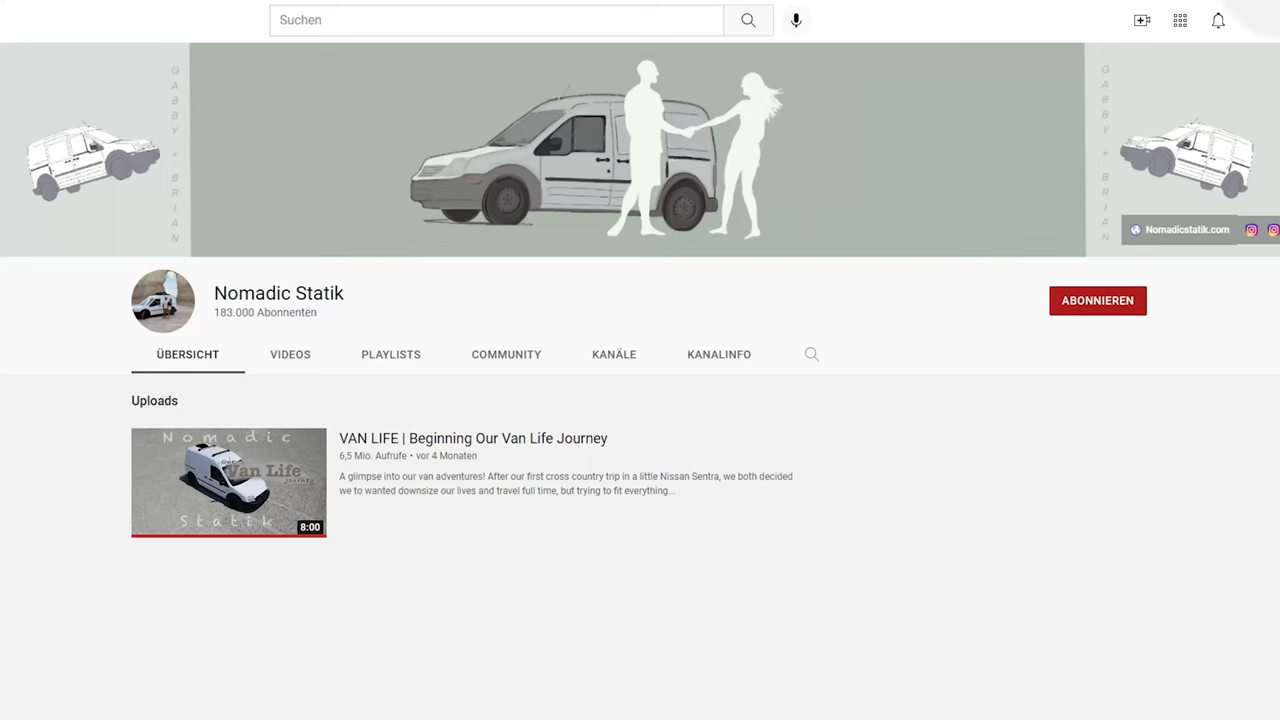 Suchen
GABBY + BRIAN
GABBY + BRIAN
Nomadicstatik.com
Nomadic Statik
183.000 Abonnenten
ABONNIEREN
ÜBERSICHT VIDEOS PLAYLISTS COMMUNITY KANÄLE KANALINFO
Uploads
Nomadic
Our
Van Life
Journey
Statik
8:00
VAN LIFE | Beginning Our Van Life Journey
6,5 Mio. Aufrufe • vor 4 Monaten
A glimpse into our van adventures! After our first cross country trip in a little Nissan Sentra, we both decided
we to wanted downsize our lives and travel full time, but trying to fit everything...